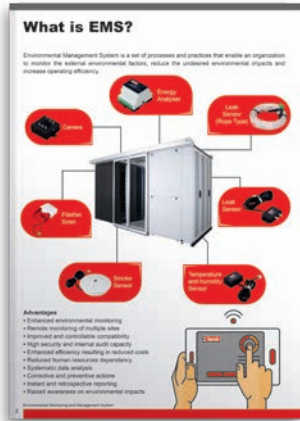 What is EMS?
Environmental Management System is a set of processes and practices that enable an organization
to monitor the external environmental factors, reduce the undesired environmental impacts and
increase operating efficiency.
Energy
Analyser
Leak
Sensor
(Rope Type)
Camera
Flasher
Siren
Leak
Sensor
Smoke
Sensor
Temperature
and humidity
Sensor
Advantages
• Enhanced environmental monitoring
• Remote monitoring of multiple sites
• Improved and controllable compatibility
• High security and internal audit capacity
• Enhanced efficiency resulting in reduced costs
• Reduced human resources dependency
• Systematic data analysis
• Corrective and preventive actions
• Instant and retrospective reporting
• Raised awareness on environmental impacts
Environmental Monitoring and Management System
2